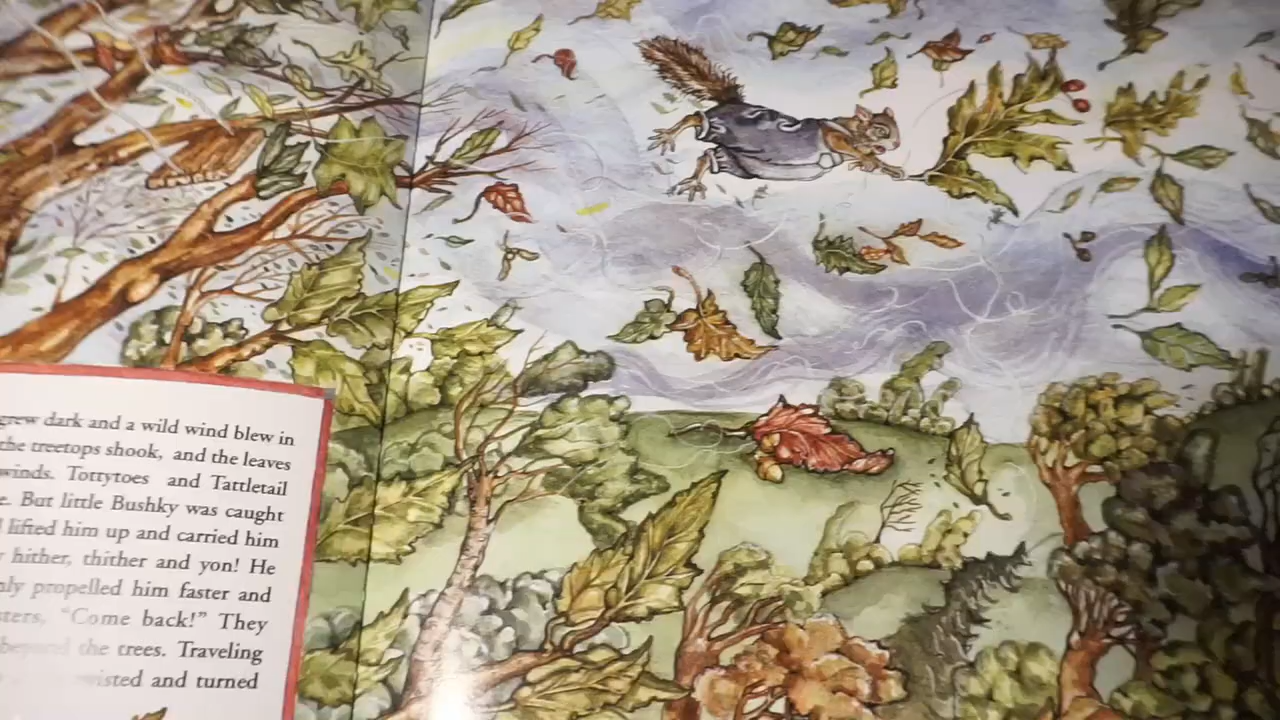 grew dark and a wild wind blew in
the treetops shook, and the leaves
winds. Tottytoes and Tattletail
But little Bushky was caught
lifted him up and carried him
hither, thither and yon! He
propelled him faster and
"Come back!" They
the trees. Traveling
and turned